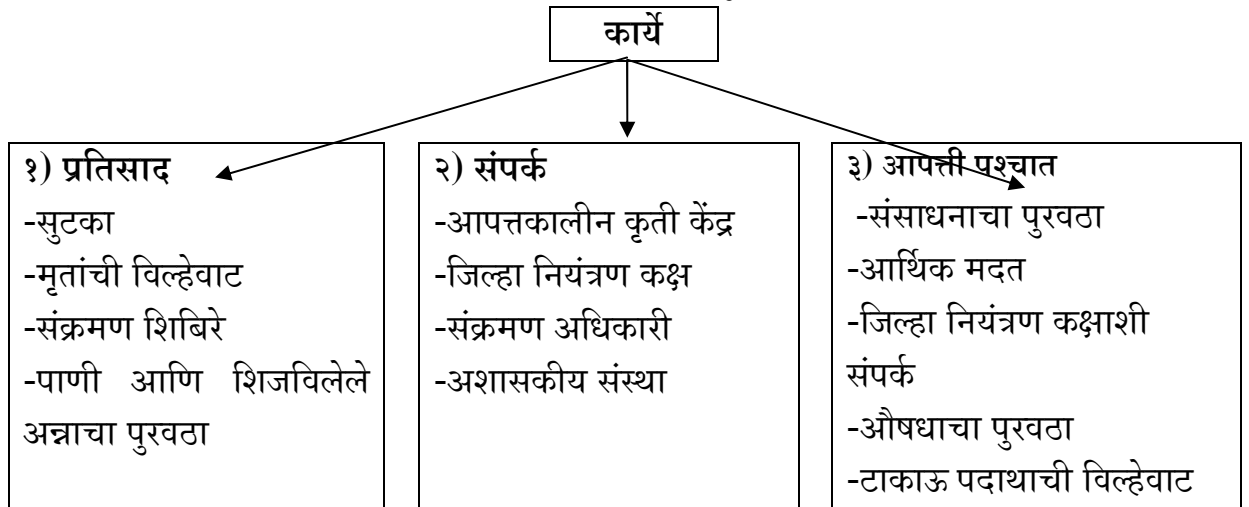 कार्ये
१) प्रतिसाद
-सुटका
-मृतांची विल्हेवाट
-संक्रमण शिबिरे
-पाणी आणि शिजविलेले
अन्नाचा पुरवठा
२) संपर्क
-आपत्तकालीन कृती केंद्र
-जिल्हा नियंत्रण कक्ष
-संक्रमण अधिकारी
-अशासकीय संस्था
३) आपत्ती पश्चात
-संसाधनाचा पुरवठा
-आर्थिक मदत
-जिल्हा नियंत्रण कक्षाशी
संपर्क
-औषधाचा पुरवठा
-टाकाऊ पदाथाची विल्हेवाट